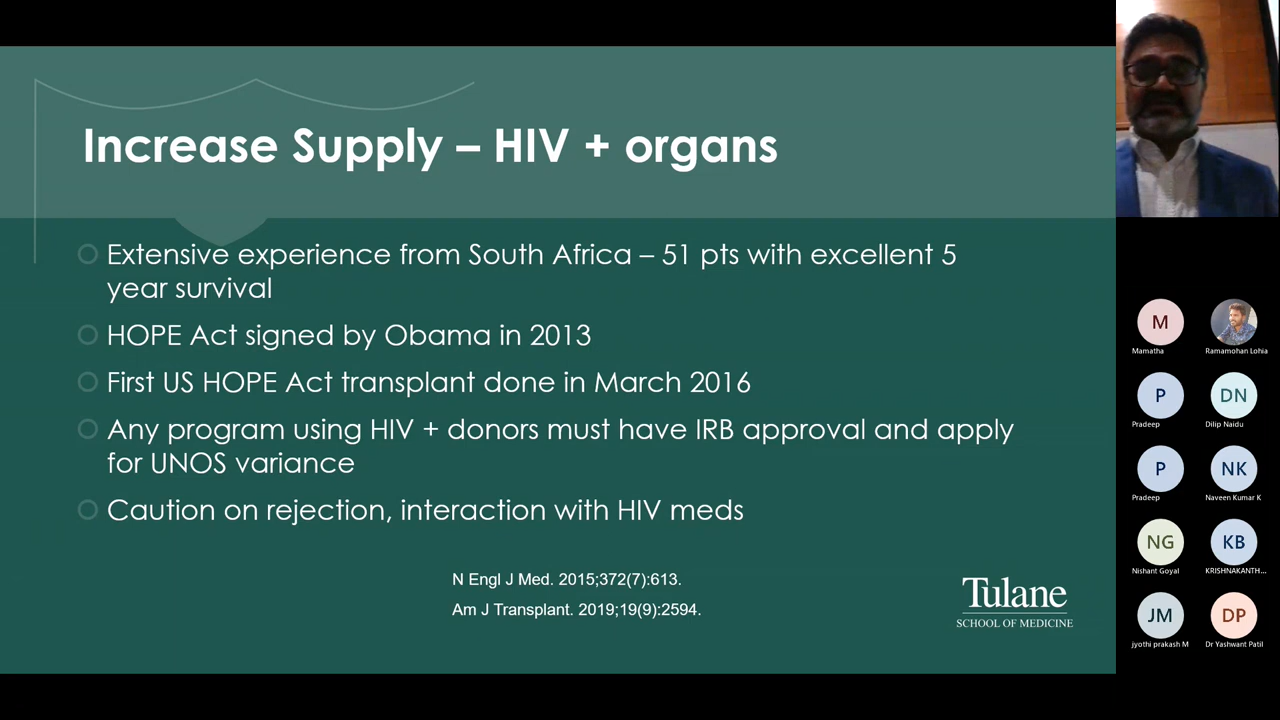 Increase Supply – HIV + organs
Extensive experience from South Africa – 51 pts with excellent 5
year survival
HOPE Act signed by Obama in 2013
First US HOPE Act transplant done in March 2016
Any program using HIV + donors must have IRB approval and apply
for UNOS variance
Caution on rejection, interaction with HIV meds
N Engl J Med. 2015;372(7):613.
Am J Transplant. 2019;19(9):2594.
Tulane
SCHOOL OF MEDICINE
M
Mamatha
Ramamohan Lohia
P
Pradeep
DN
Dilip Naidu
P
Pradeep
NK
Naveen Kumar K
NG
Nishant Goyal
KB
KRISHNAKANTH...
JM
jyothi prakash M
DP
Dr Yashwant Patil